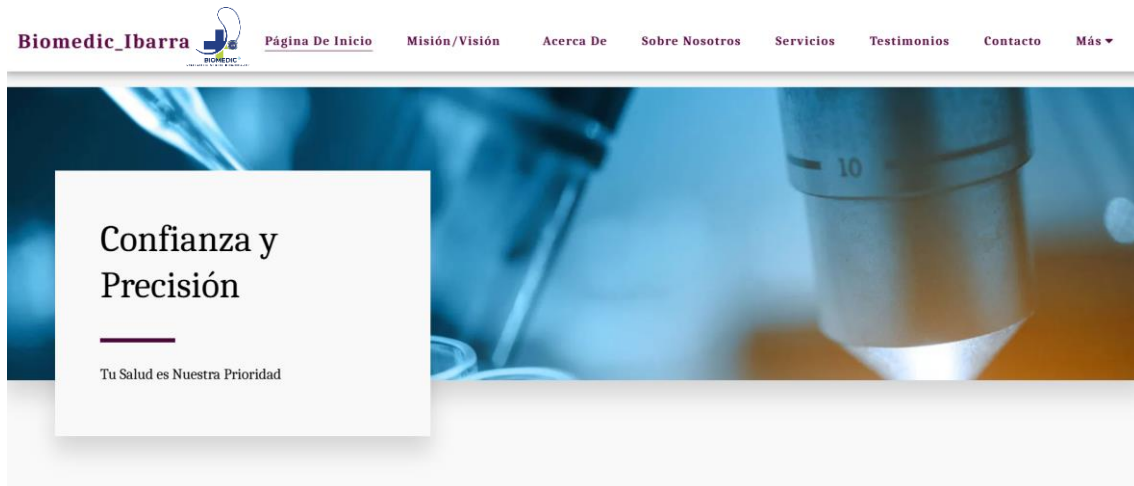 Biomedic_Ibarra
BIOMEDIC
Página De Inicio
Misión/Visión
Acerca De
Sobre Nosotros
Servicios
Testimonios
Contacto
Más
10
Confianza y
Precisión
Tu Salud es Nuestra Prioridad